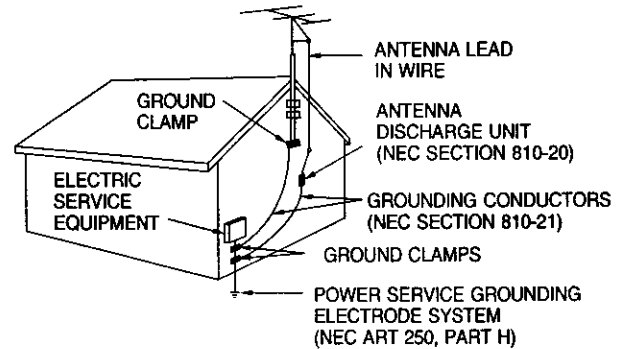 ANTENNA LEAD
IN WIRE
GROUND
CLAMP
ANTENNA
DISCHARGE UNIT
(NEC SECTION 810-20)
ELECTRIC
SERVICE
EQUIPMENT
GROUNDING CONDUCTORS
(NEC SECTION 810-21)
GROUND CLAMPS
POWER SERVICE GROUNDING
ELECTRODE SYSTEM
(NEC ART 250, PART H)